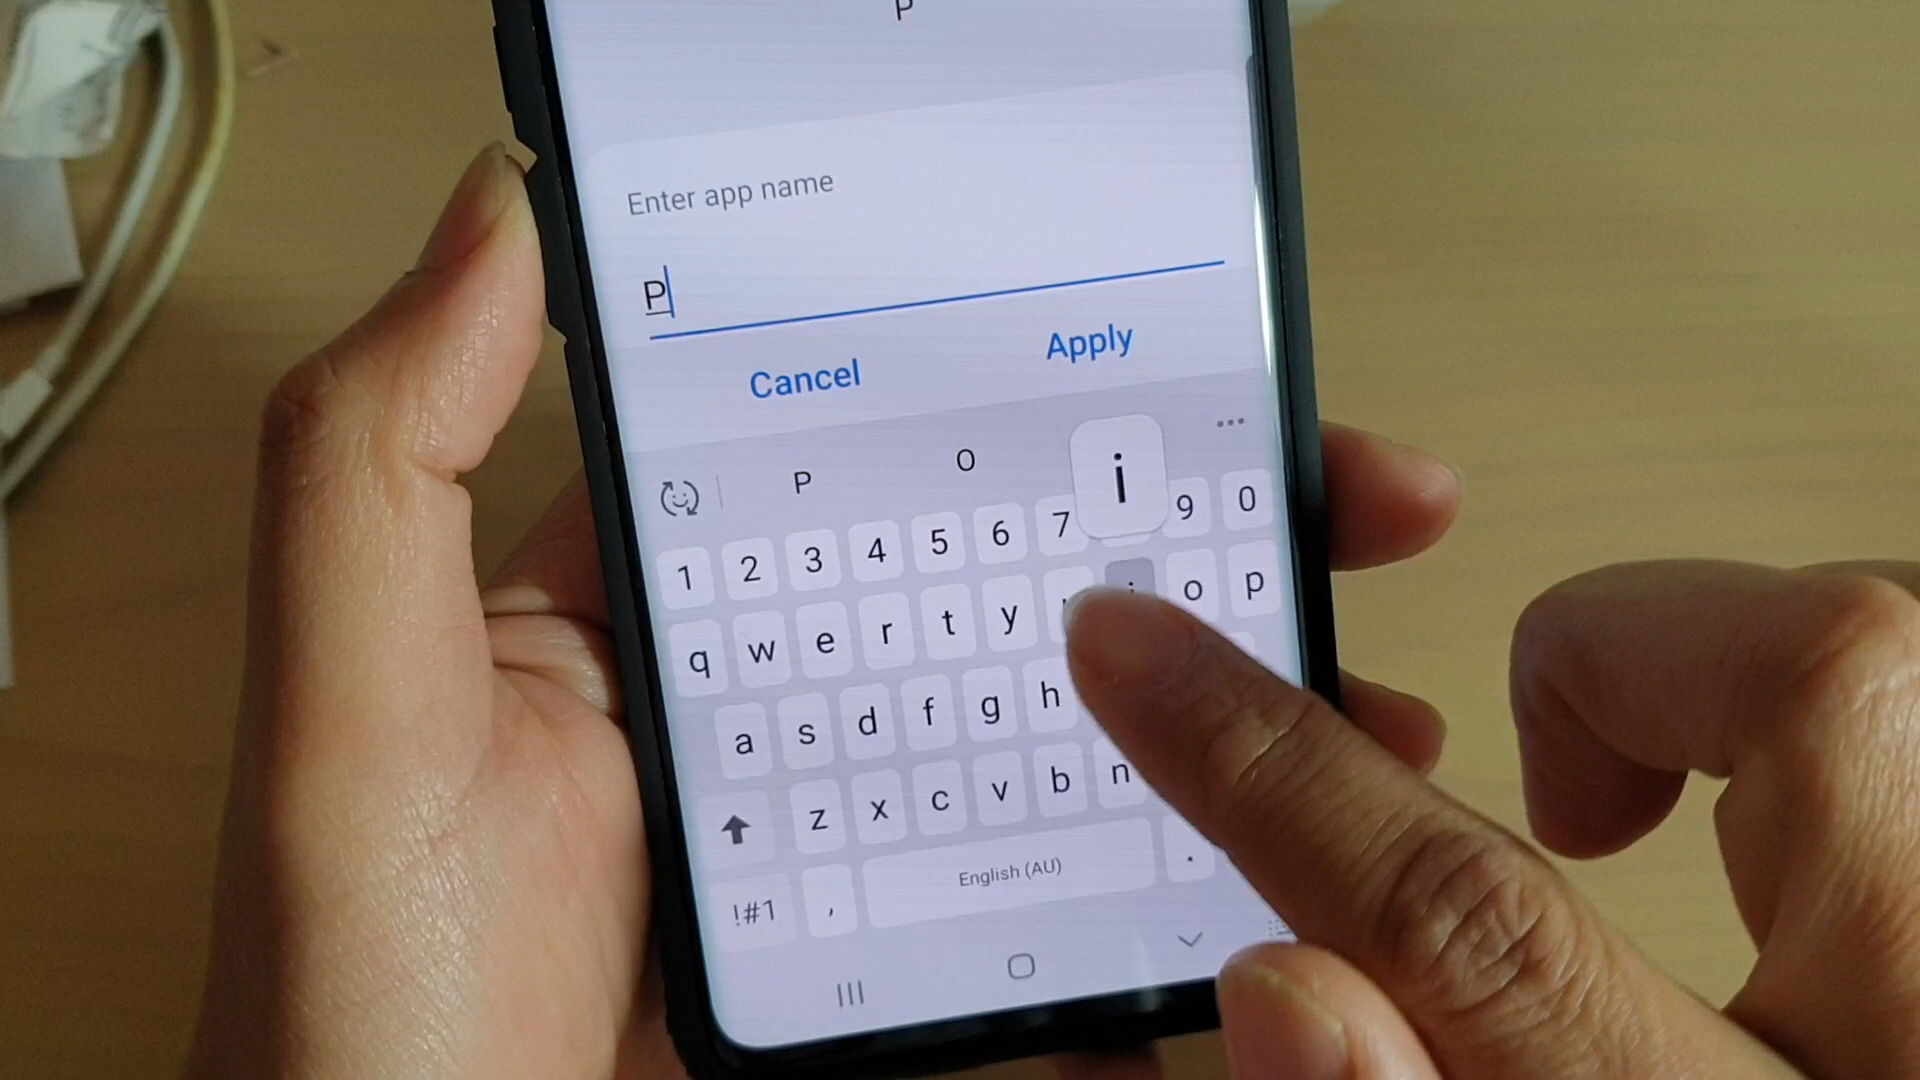 P
Enter app name
P
Cancel Apply
P O
i
1 2 3 4 5 6 7 9 0
q w e r t y i o p
a s d f g h
z x c v b n
!#1 , English (AU) .